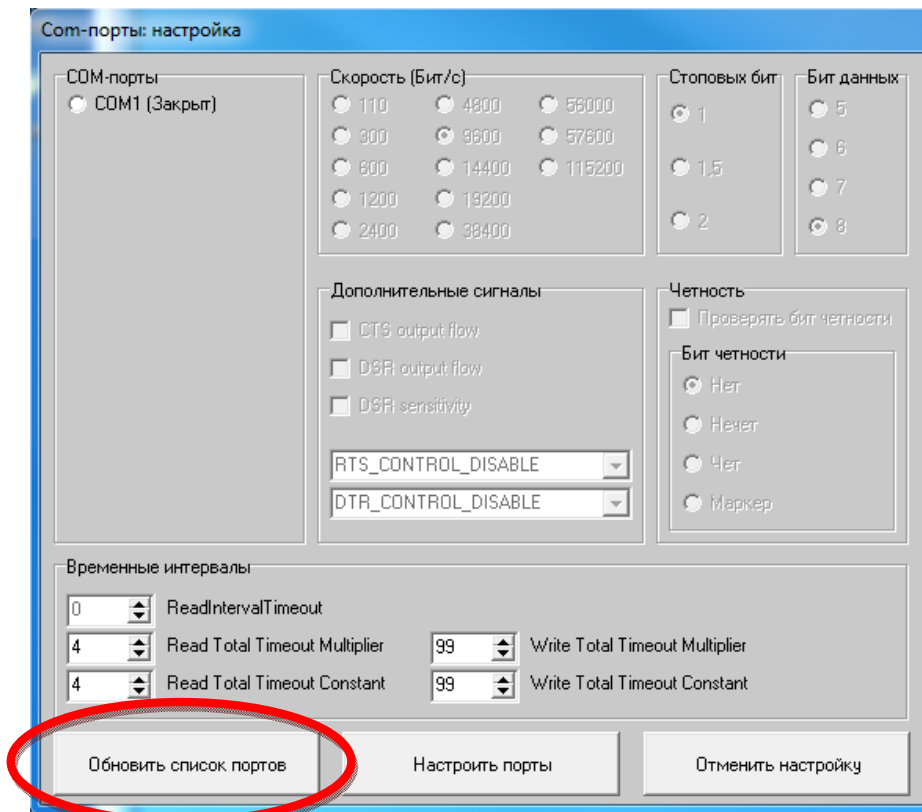 Com-порты: настройка
COM-порты
COM1 (Закрыт)
Скорость (Бит/с)
110 4800 56000
300 9600 57600
600 14400 115200
1200 19200
2400 38400
Стоповых бит
1
1,5
2
Бит данных
5
6
7
8
Дополнительные сигналы
CTS output flow
DSR output flow
DSR sensitivity
RTS_CONTROL_DISABLE
DTR_CONTROL_DISABLE
Четность
Проверять бит четности
Бит четности
Нет
Нечет
Чет
Маркер
Временные интервалы
0 ReadIntervalTimeout
4 Read Total Timeout Multiplier 99 Write Total Timeout Multiplier
4 Read Total Timeout Constant 99 Write Total Timeout Constant
Обновить список портов Настроить порты Отменить настройку